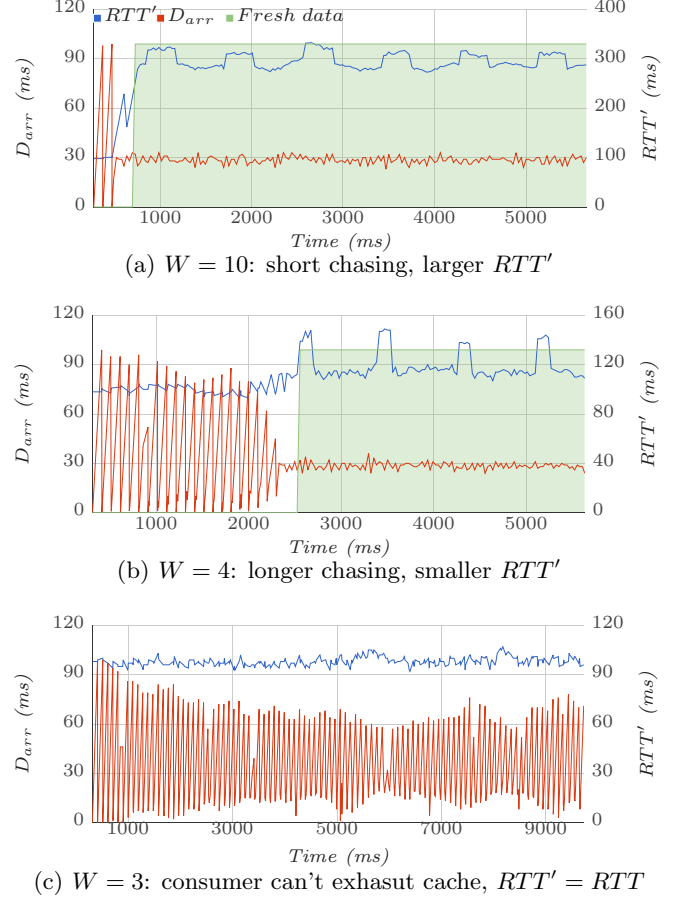 RTT′ D_arr Fresh data
120 400
90 300
60 200
30 100
0 0
D_arr (ms)
RTT′ (ms)
1000 2000 3000 4000 5000
Time (ms)
(a) W = 10: short chasing, larger RTT′
120 160
90 120
60 80
30 40
0 0
D_arr (ms)
RTT′ (ms)
1000 2000 3000 4000 5000
Time (ms)
(b) W = 4: longer chasing, smaller RTT′
120 120
90 90
60 60
30 30
0 0
D_arr (ms)
RTT′ (ms)
1000 3000 5000 7000 9000
Time (ms)
(c) W = 3: consumer can't exhasut cache, RTT′ = RTT